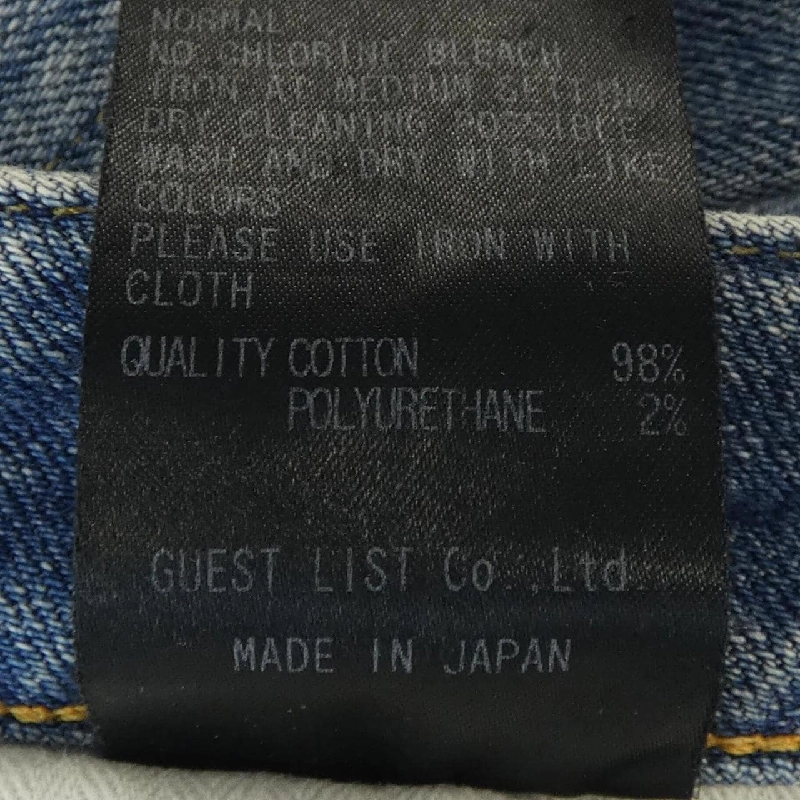 NORMAL
NO CHLORINE BLEACH
IRON AT MEDIUM SETTING
DRY CLEANING POSSIBLE
WASH AND DRY WITH LIKE
COLORS
PLEASE USE IRON WITH
CLOTH
QUALITY COTTON 98%
POLYURETHANE 2%
GUEST LIST Co.,Ltd
MADE IN JAPAN